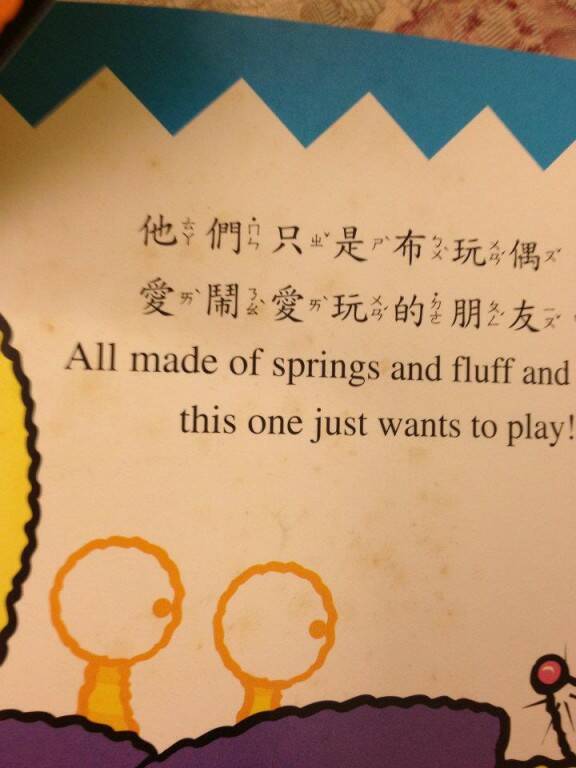 他們只是布玩偶
愛鬧愛玩的朋友
All made of springs and fluff and
this one just wants to play!